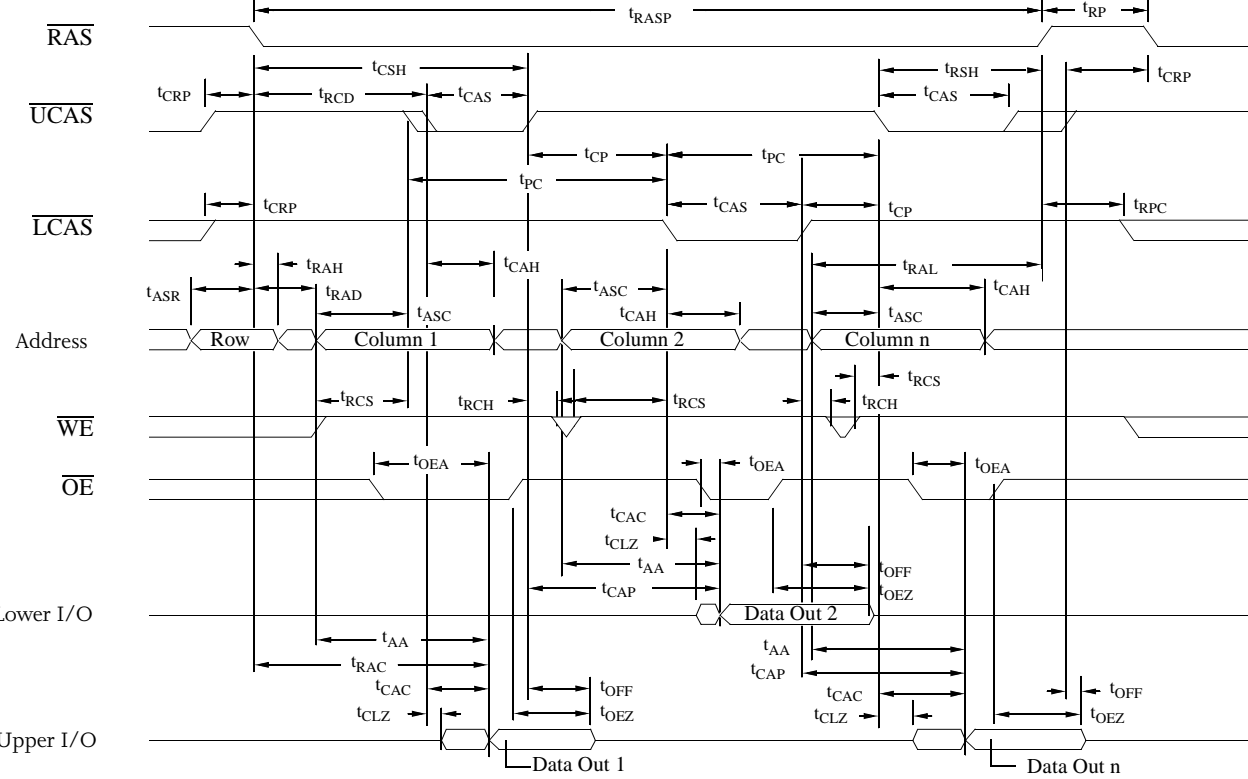 tRASP tRP
RAS
tCSH tRSH
tCRP tRCD tCAS tCAS tCRP
UCAS
tCP tPC
tPC
tCRP tCAS tCP tRPC
LCAS
tRAH tCAH tRAL
tASR tRAD tASC tCAH
tASC tCAH tASC
Address Row Column 1 Column 2 Column n
tRCS
tRCS tRCH tRCS tRCH
WE
tOEA tOEA tOEA
OE
tCAC
tCLZ
tAA tOFF
tCAP tOEZ
Lower I/O Data Out 2
tAA tAA
tRAC tCAP
tCAC tOFF tCAC tOFF
tCLZ tOEZ tCLZ tOEZ
Upper I/O
Data Out 1 Data Out n